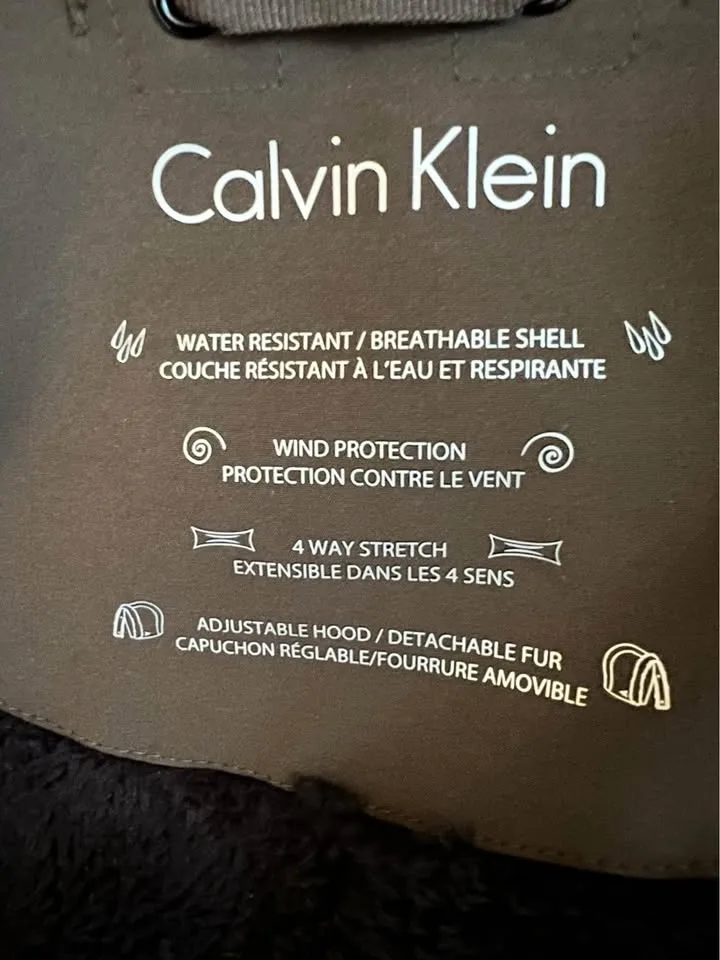 Calvin Klein
WATER RESISTANT / BREATHABLE SHELL
COUCHE RÉSISTANT À L'EAU ET RESPIRANTE
WIND PROTECTION
PROTECTION CONTRE LE VENT
4 WAY STRETCH
EXTENSIBLE DANS LES 4 SENS
ADJUSTABLE HOOD / DETACHABLE FUR
CAPUCHON RÉGLABLE/FOURRURE AMOVIBLE